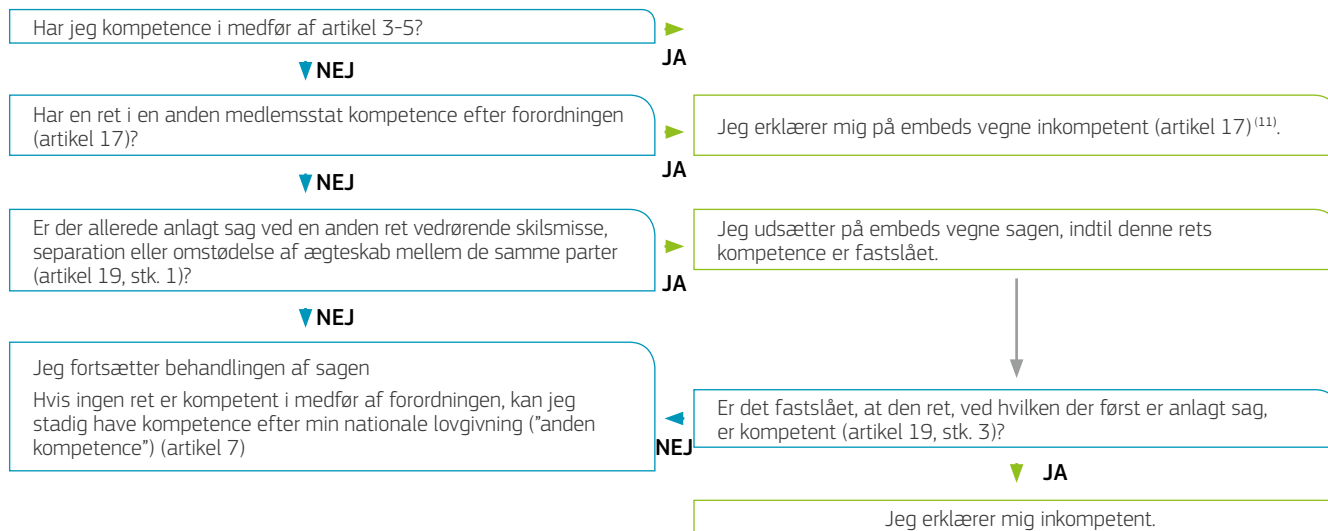 Har jeg kompetence i medfør af artikel 3-5?
JA
NEJ
Har en ret i en anden medlemsstat kompetence efter forordningen
(artikel 17)?
JA
Jeg erklærer mig på embeds vegne inkompetent (artikel 17) (11).
NEJ
Er der allerede anlagt sag ved en anden ret vedrørende skilsmisse,
separation eller omstødelse af ægteskab mellem de samme parter
(artikel 19, stk. 1)?
JA
Jeg udsætter på embeds vegne sagen, indtil denne rets
kompetence er fastslået.
NEJ
Jeg fortsætter behandlingen af sagen
Hvis ingen ret er kompetent i medfør af forordningen, kan jeg
stadig have kompetence efter min nationale lovgivning ("anden
kompetence") (artikel 7)
NEJ
Er det fastslået, at den ret, ved hvilken der først er anlagt sag,
er kompetent (artikel 19, stk. 3)?
JA
Jeg erklærer mig inkompetent.